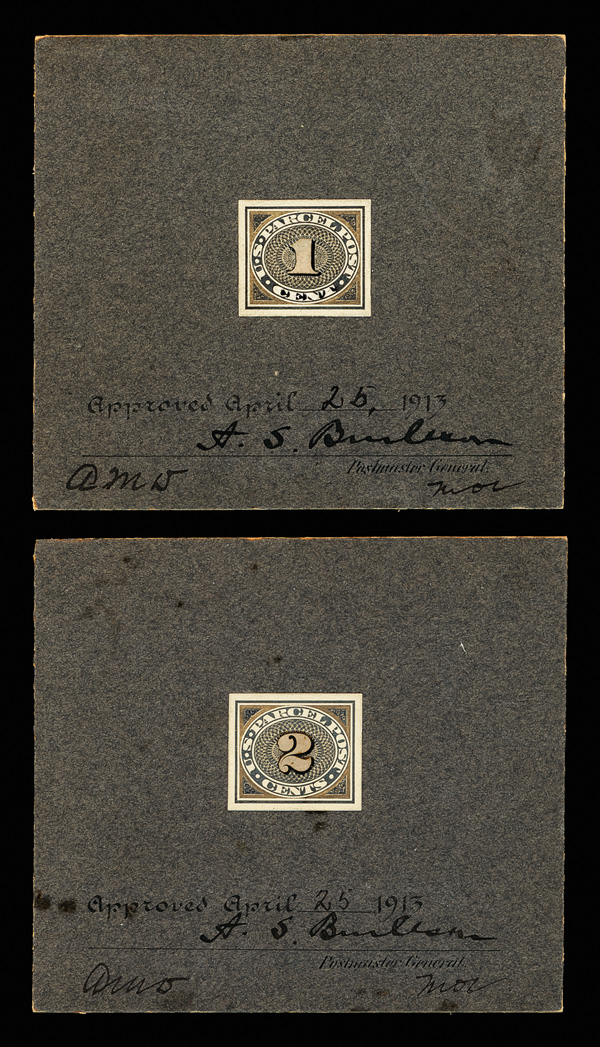 U.S. PARCEL POST
1
CENT
Approved April 25, 1913
A. S. Burleson
Postmaster General.
U.S. PARCEL POST
2
CENTS
Approved April 25 1913
A. S. Burleson
Postmaster General.